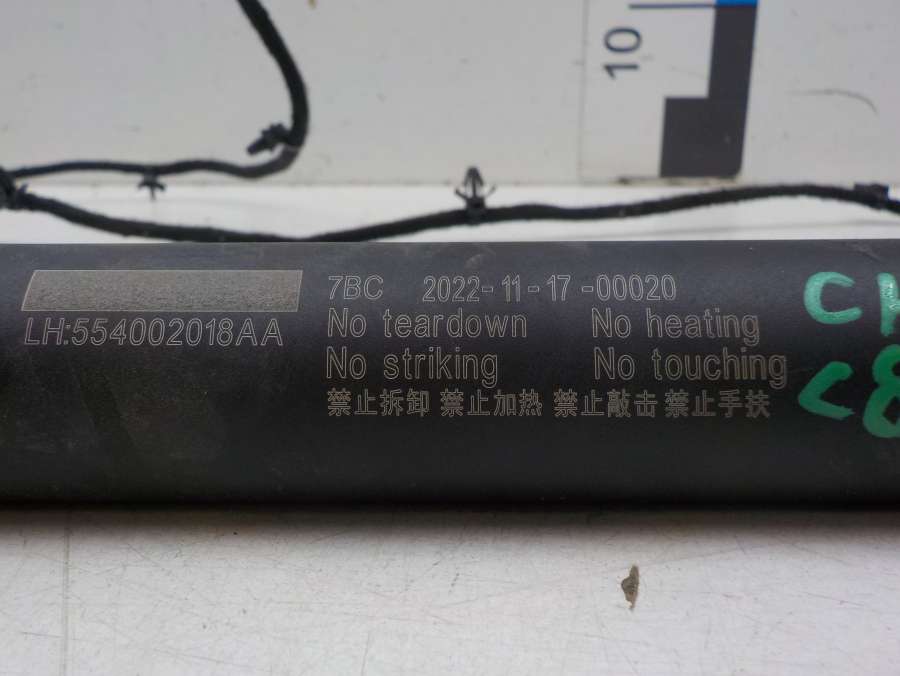 10
7BC 2022-11-17-00020
LH:554002018AA
No teardown No heating
No striking No touching
禁止拆卸 禁止加热 禁止敲击 禁止手扶